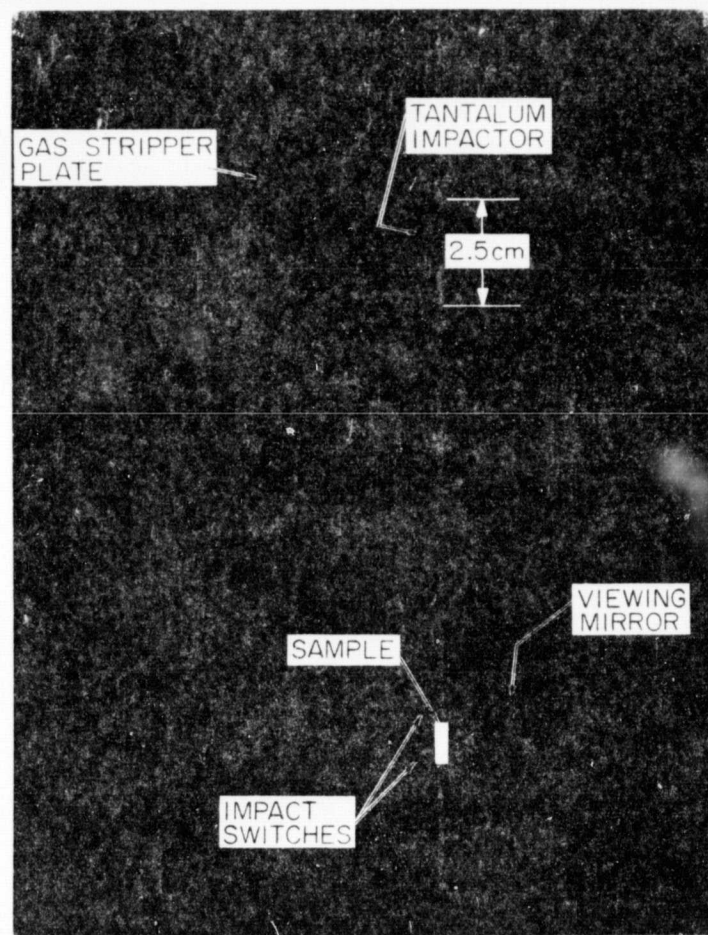 TANTALUM
IMPACTOR
GAS STRIPPER
PLATE
2.5cm
VIEWING
MIRROR
SAMPLE
IMPACT
SWITCHES